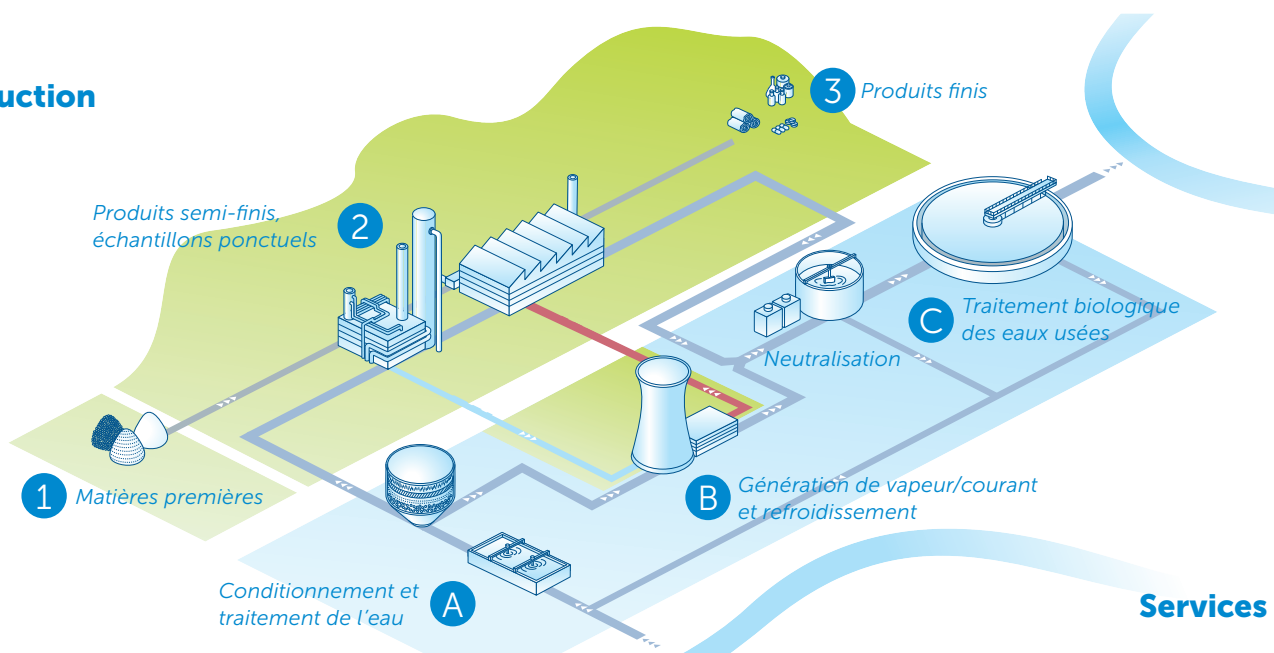 uction
3 Produits finis
Produits semi-finis,
échantillons ponctuels
2
C
Traitement biologique
des eaux usées
Neutralisation
1 Matières premières
B
Génération de vapeur/courant
et refroidissement
Conditionnement et
traitement de l’eau
A
Services